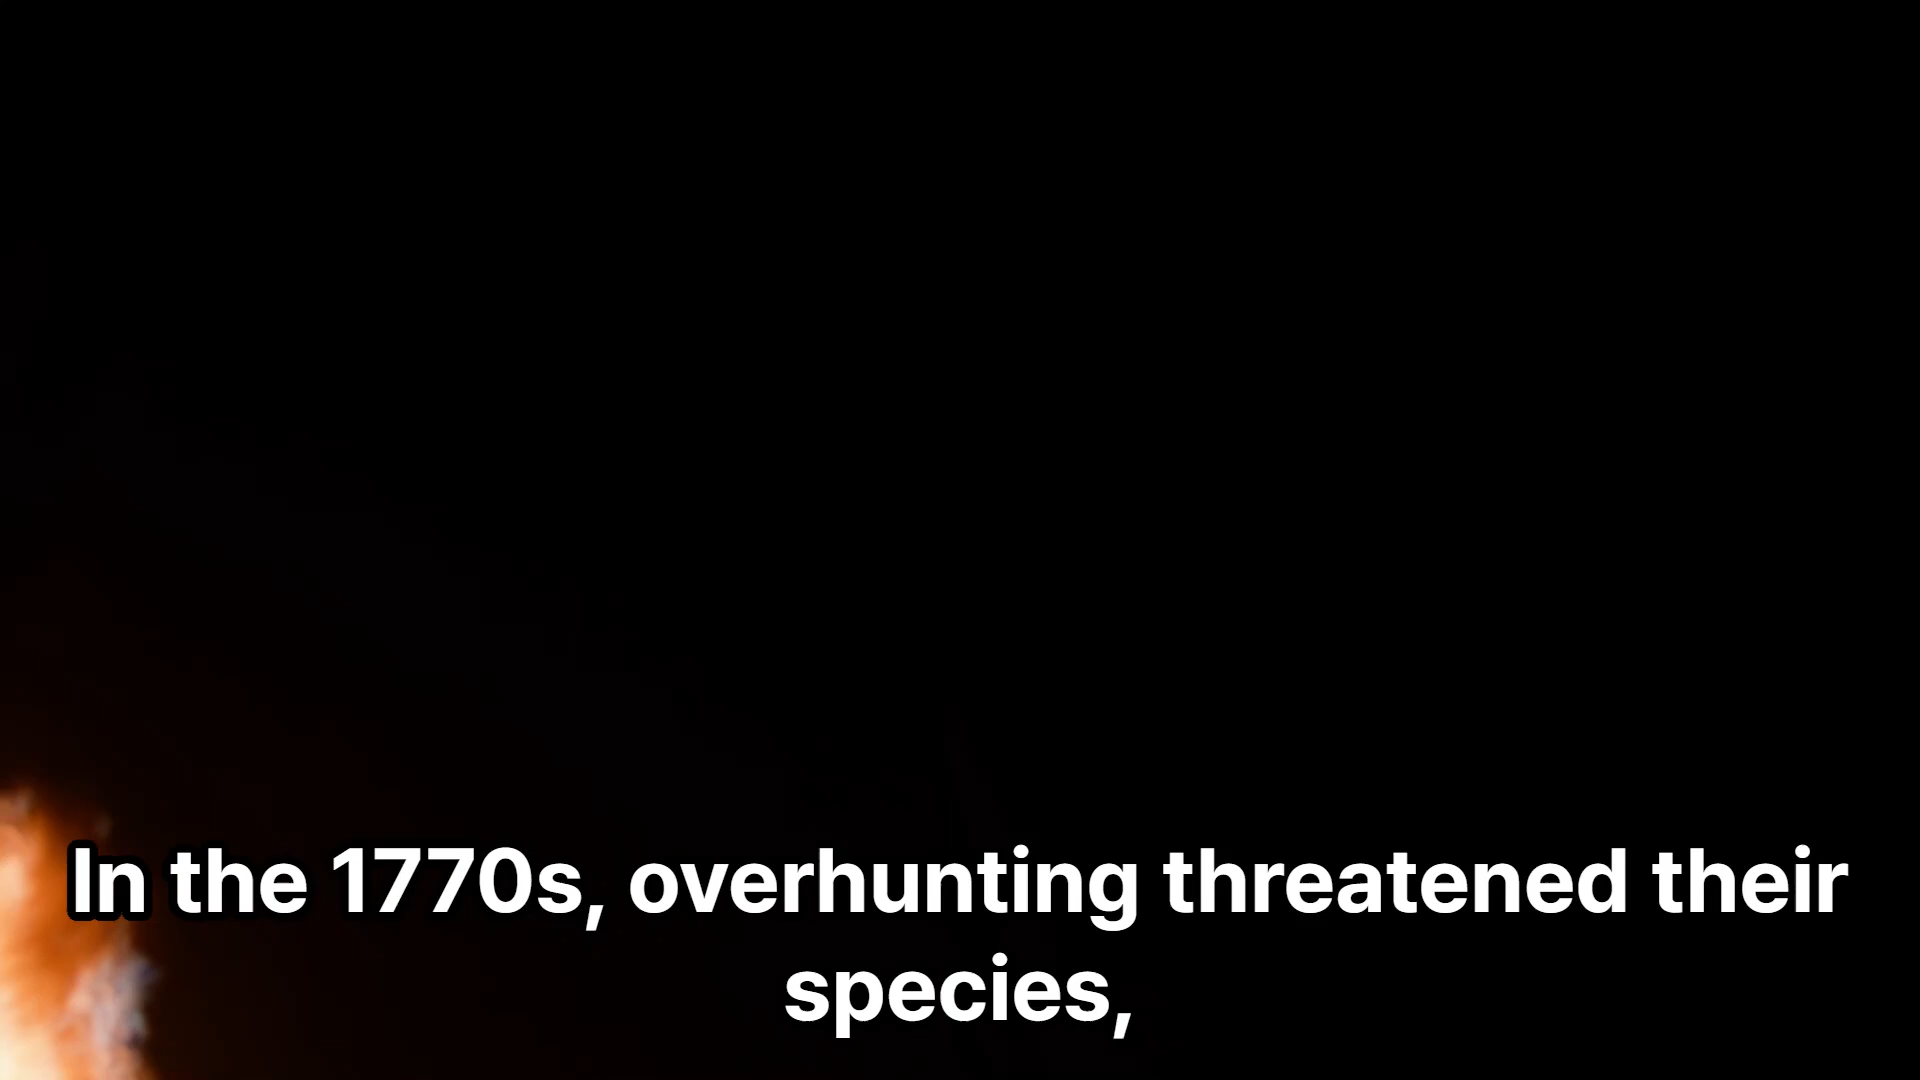 In the 1770s, overhunting threatened their
species,